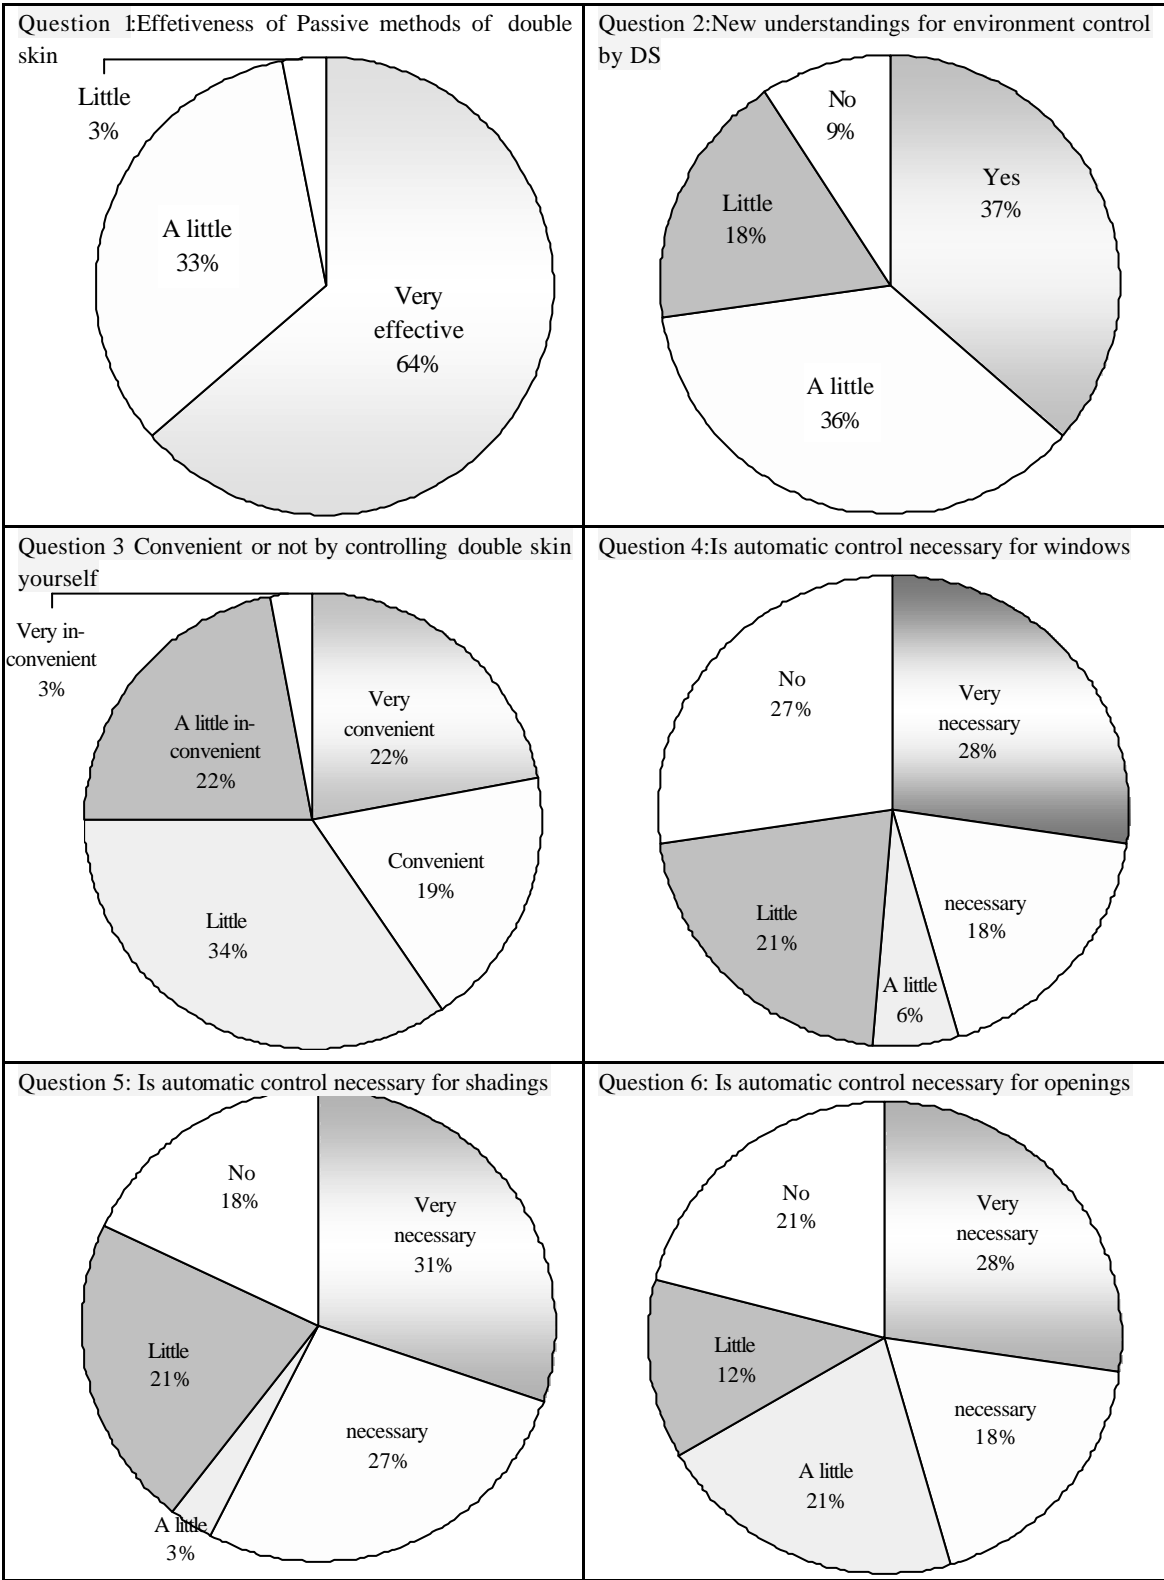 Question 1:Effetiveness of Passive methods of double
skin
Little
3%
A little
33%
Very
effective
64%
Question 2:New understandings for environment control
by DS
No
9%
Yes
37%
Little
18%
A little
36%
Question 3 Convenient or not by controlling double skin
yourself
Very in-
convenient
3%
Very
convenient
22%
A little in-
convenient
22%
Convenient
19%
Little
34%
Question 4:Is automatic control necessary for windows
No
27%
Very
necessary
28%
necessary
18%
Little
21%
A little
6%
Question 5: Is automatic control necessary for shadings
No
18%
Very
necessary
31%
Little
21%
necessary
27%
A little
3%
Question 6: Is automatic control necessary for openings
No
21%
Very
necessary
28%
Little
12%
necessary
18%
A little
21%